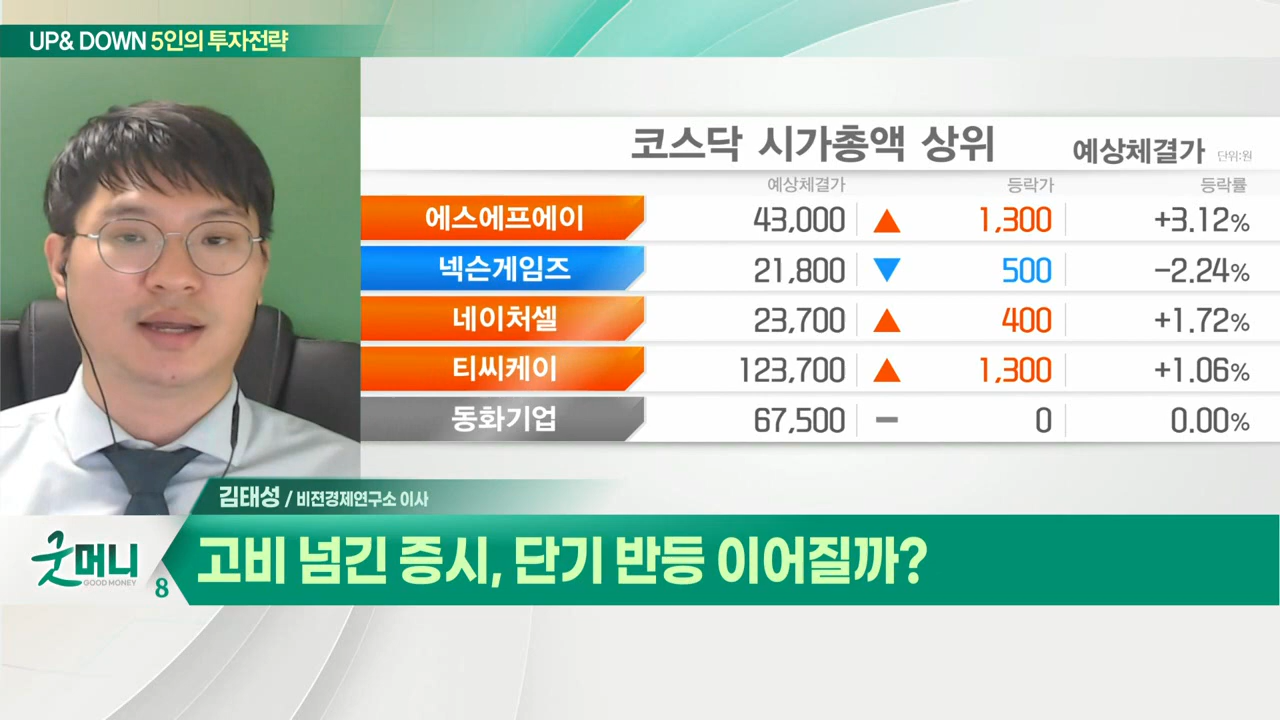 UP& DOWN 5인의 투자전략
코스닥 시가총액 상위 예상체결가 단위:원
예상체결가 등락가 등락률
에스에프에이 43,000 ▲ 1,300 +3.12%
넥슨게임즈 21,800 ▼ 500 -2.24%
네이처셀 23,700 ▲ 400 +1.72%
티씨케이 123,700 ▲ 1,300 +1.06%
동화기업 67,500 - 0 0.00%
김태성 / 비전경제연구소 이사
굿머니
GOOD MONEY
8
고비 넘긴 증시, 단기 반등 이어질까?